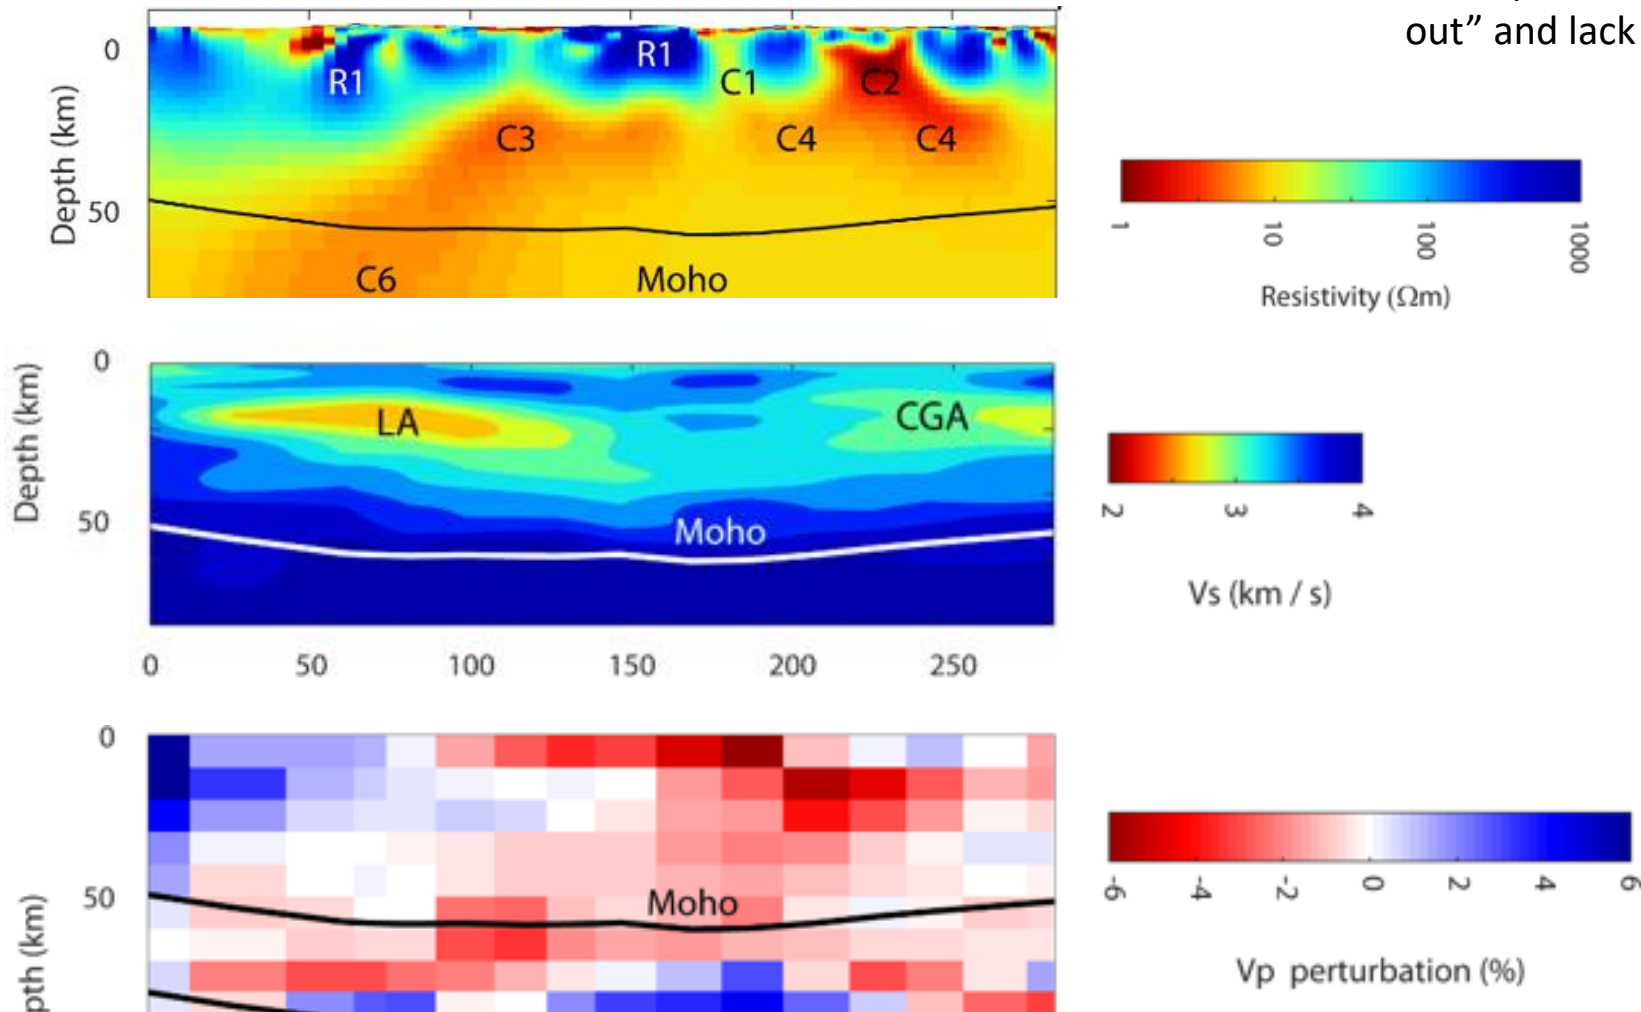 out” and lack
0
R1
R1
C1
C2
C3
C4
C4
Depth (km)
50
C6
Moho
1
10
100
1000
Resistivity (Ωm)
0
LA
CGA
Depth (km)
50
Moho
2
3
4
Vs (km / s)
0
50
100
150
200
250
0
50
Moho
-6
-4
-2
0
2
4
6
Vp perturbation (%)
pth (km)